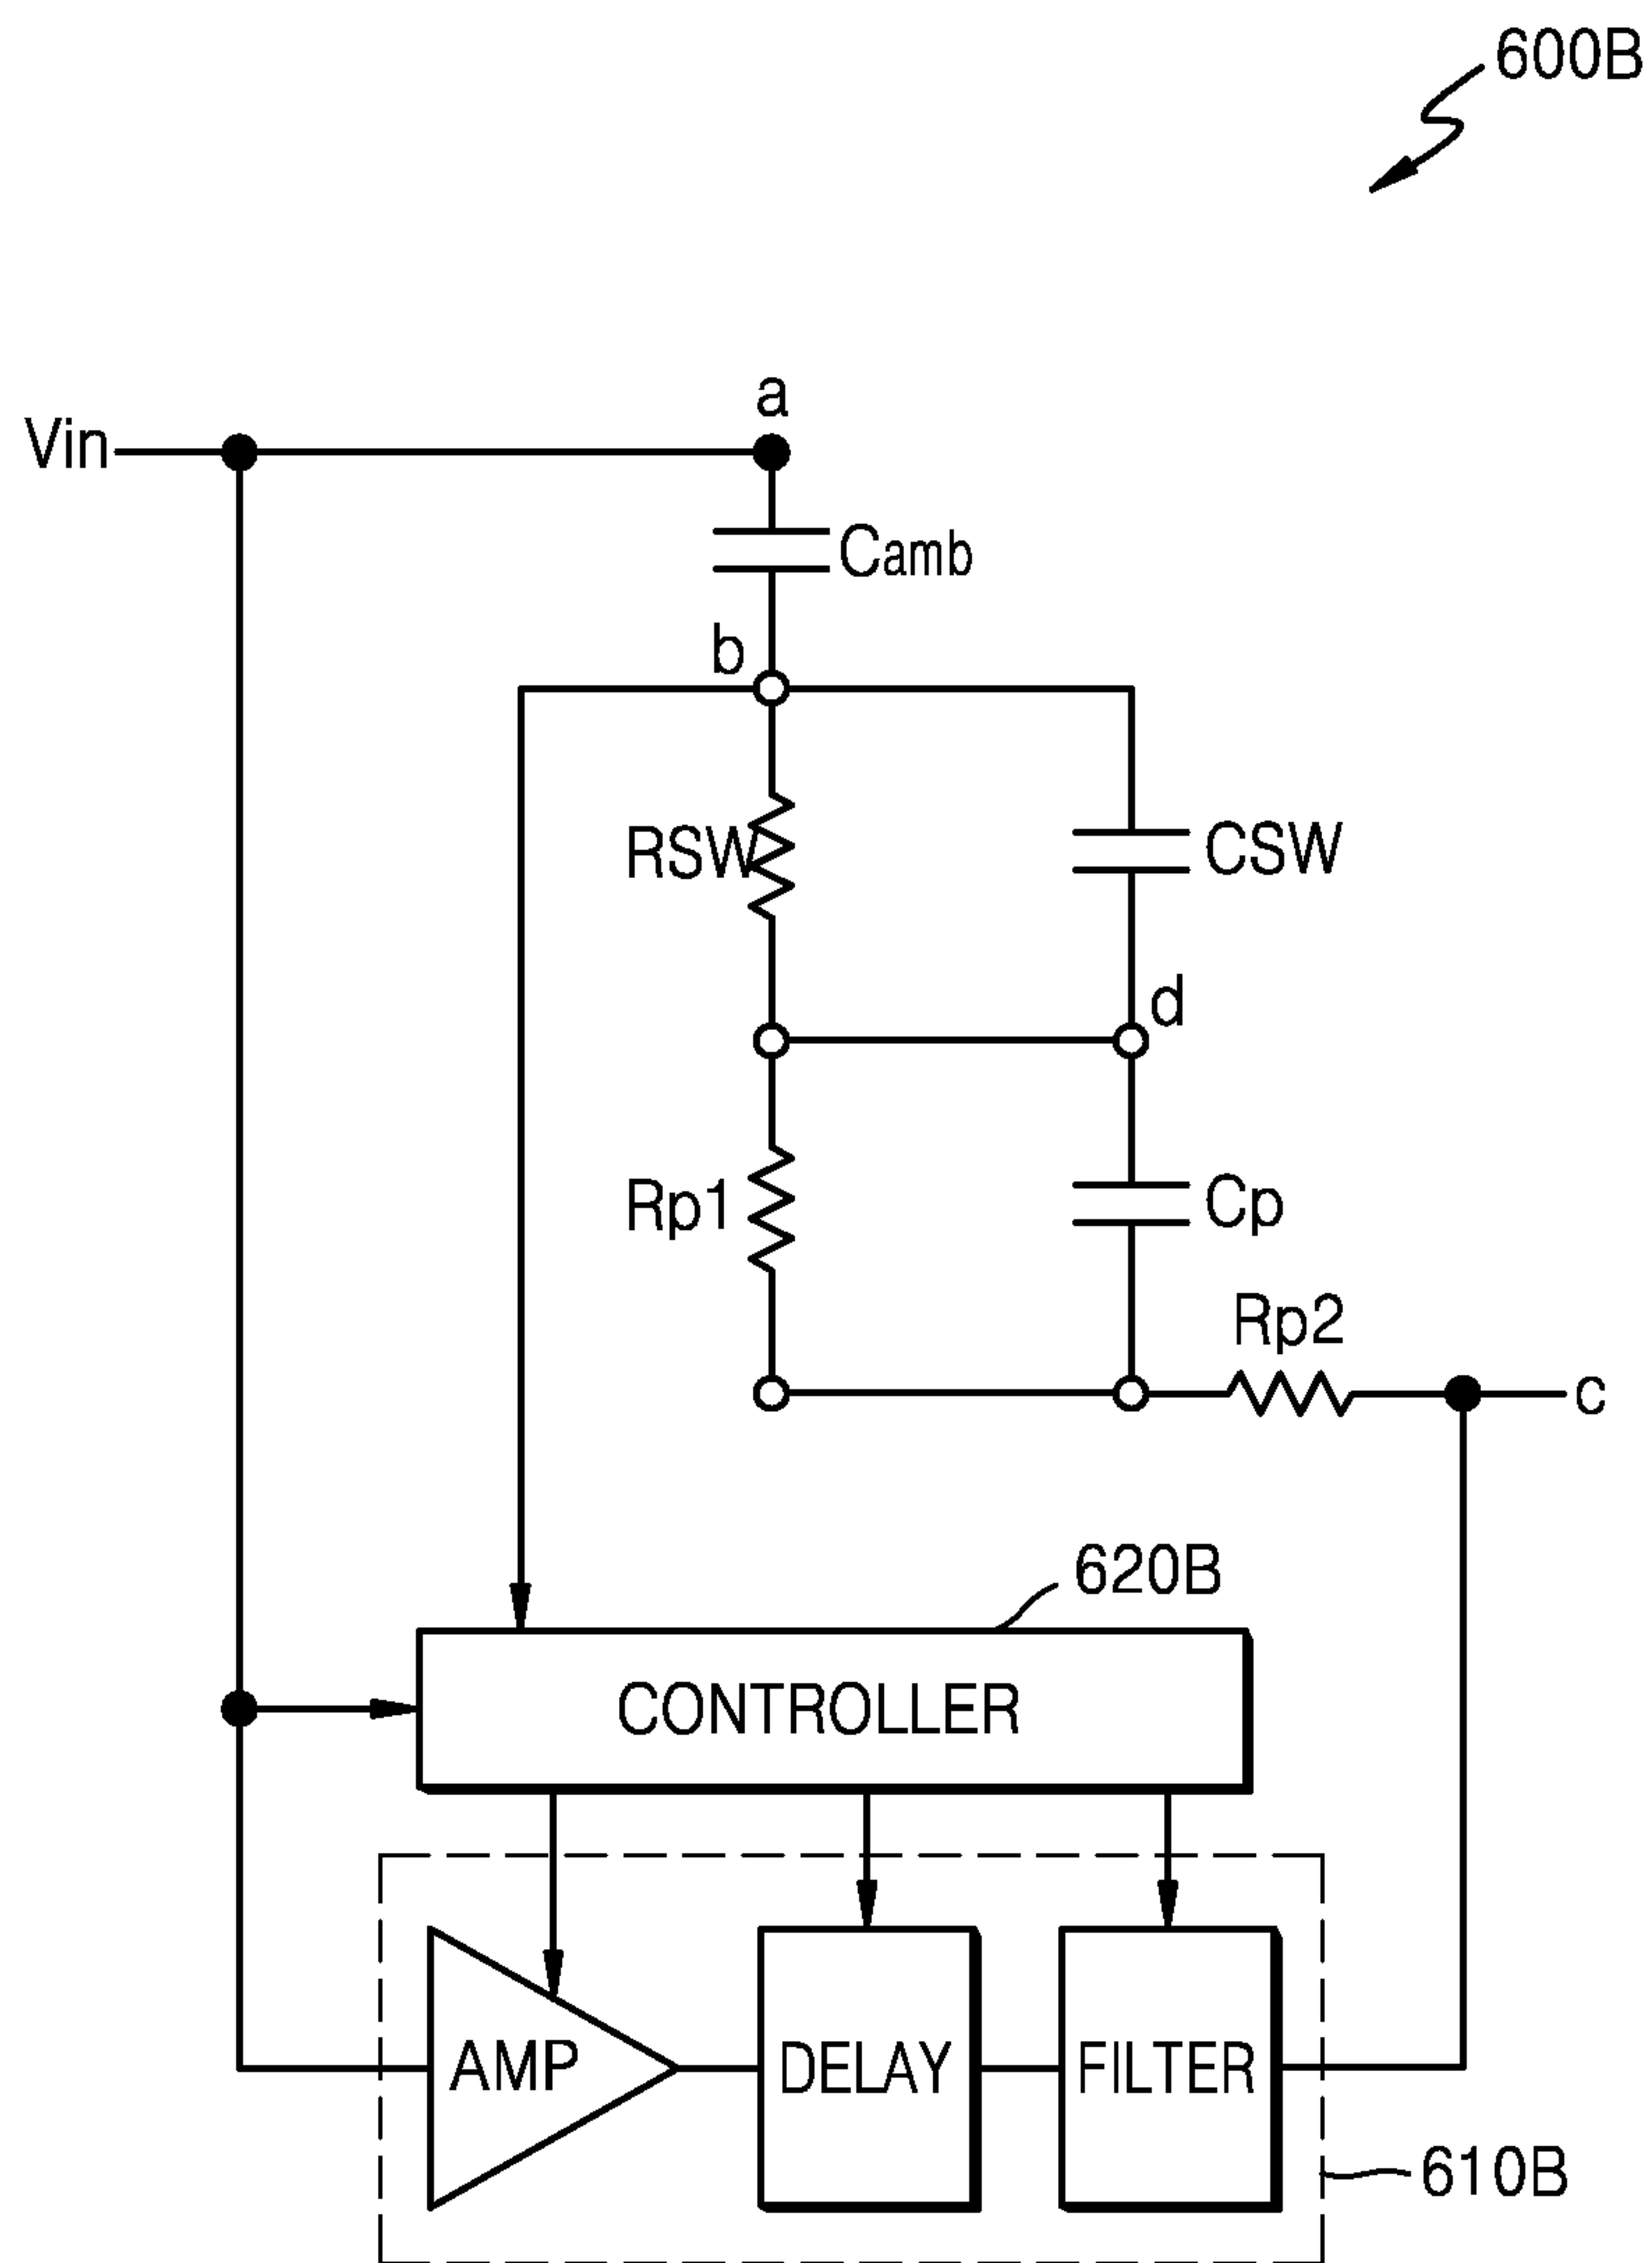 600B
a
Vin
Camb
b
RSW
CSW
d
Rp1
Cp
Rp2
c
620B
CONTROLLER
AMP
DELAY
FILTER
610B